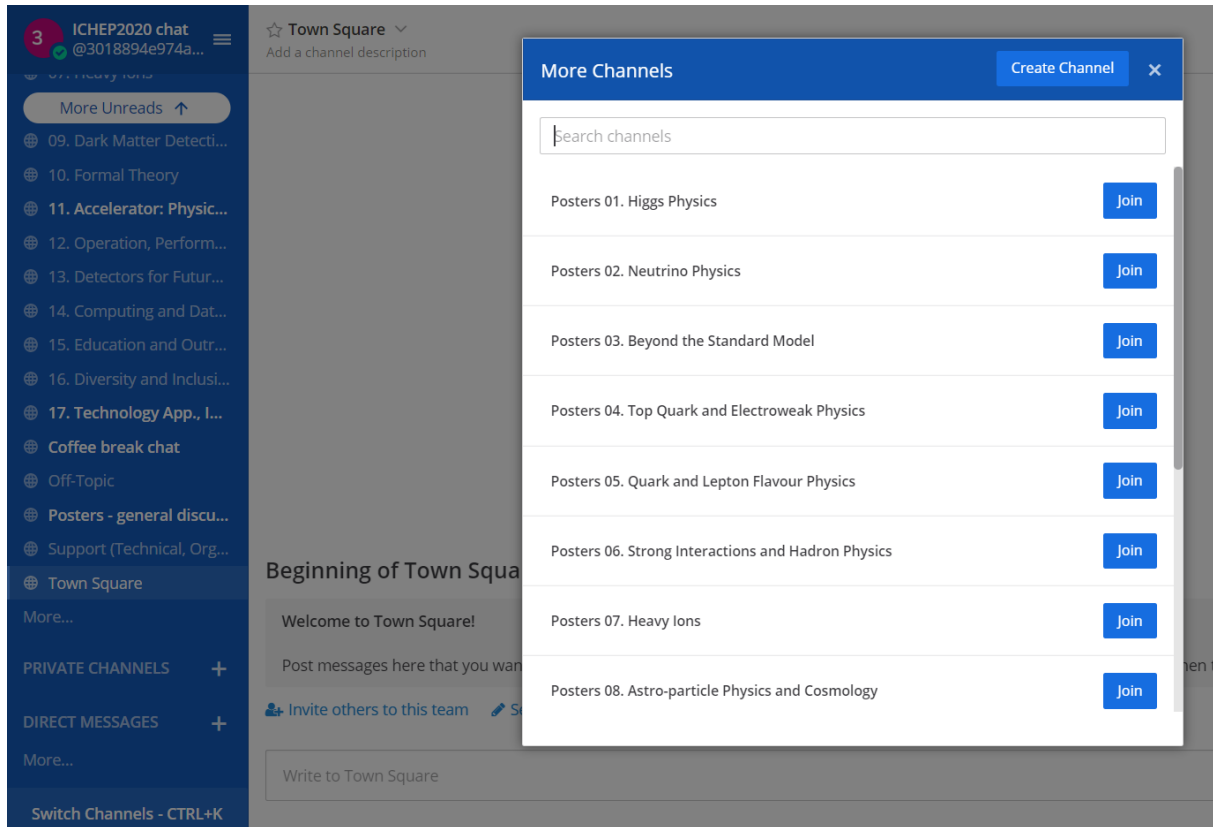 3
ICHEP2020 chat
@3018894e974a...
07. Heavy Ions
More Unreads ↑
09. Dark Matter Detecti...
10. Formal Theory
11. Accelerator: Physic...
12. Operation, Perform...
13. Detectors for Futur...
14. Computing and Dat...
15. Education and Outr...
16. Diversity and Inclusi...
17. Technology App., I...
Coffee break chat
Off-Topic
Posters - general discu...
Support (Technical, Org...
Town Square
More...
PRIVATE CHANNELS +
DIRECT MESSAGES +
More...
Switch Channels - CTRL+K
Town Square
Add a channel description
Beginning of Town Squa
Welcome to Town Square!
Post messages here that you wan
Invite others to this team
Write to Town Square
More Channels
Create Channel ×
Search channels
Posters 01. Higgs Physics Join
Posters 02. Neutrino Physics Join
Posters 03. Beyond the Standard Model Join
Posters 04. Top Quark and Electroweak Physics Join
Posters 05. Quark and Lepton Flavour Physics Join
Posters 06. Strong Interactions and Hadron Physics Join
Posters 07. Heavy Ions Join
Posters 08. Astro-particle Physics and Cosmology Join